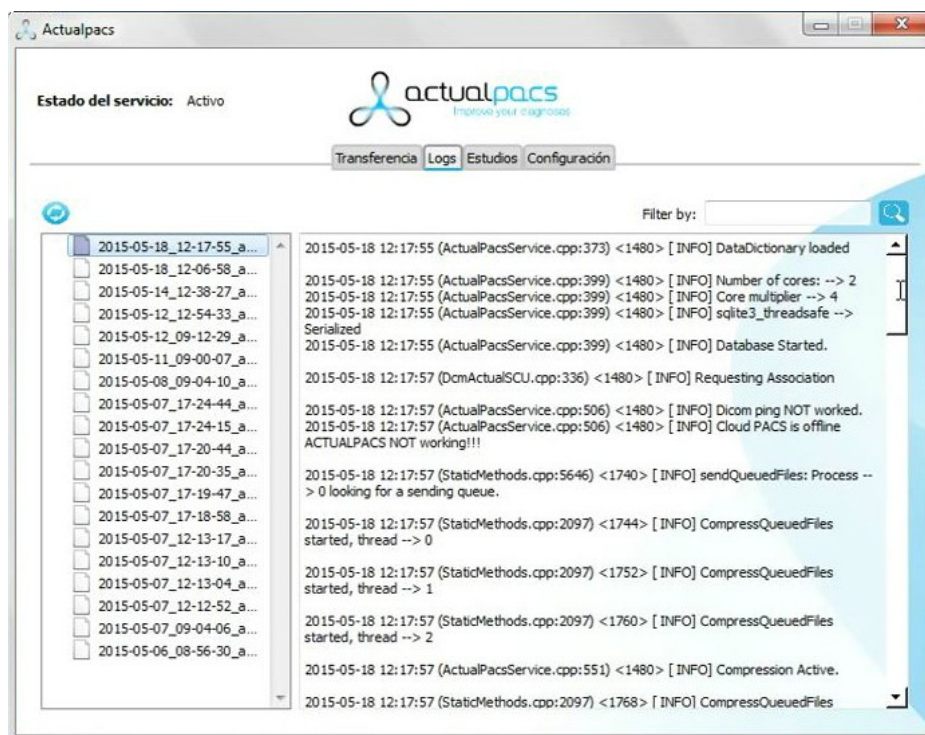 Actualpacs
Estado del servicio: Activo
actualpacs
Improve your diagnoses
Transferencia Logs Estudios Configuración
Filter by:
2015-05-18_12-17-55_a...
2015-05-18_12-06-58_a...
2015-05-14_12-38-27_a...
2015-05-12_12-54-33_a...
2015-05-12_09-12-29_a...
2015-05-11_09-00-07_a...
2015-05-08_09-04-10_a...
2015-05-07_17-24-44_a...
2015-05-07_17-24-15_a...
2015-05-07_17-20-44_a...
2015-05-07_17-20-35_a...
2015-05-07_17-19-47_a...
2015-05-07_17-18-58_a...
2015-05-07_12-13-17_a...
2015-05-07_12-13-10_a...
2015-05-07_12-13-04_a...
2015-05-07_12-12-52_a...
2015-05-07_09-04-06_a...
2015-05-06_08-56-30_a...
2015-05-18 12:17:55 (ActualPacsService.cpp:373) <1480> [ INFO] DataDictionary loaded
2015-05-18 12:17:55 (ActualPacsService.cpp:399) <1480> [ INFO] Number of cores: --> 2
2015-05-18 12:17:55 (ActualPacsService.cpp:399) <1480> [ INFO] Core multiplier --> 4
2015-05-18 12:17:55 (ActualPacsService.cpp:399) <1480> [ INFO] sqlite3_threadsafe -->
Serialized
2015-05-18 12:17:55 (ActualPacsService.cpp:399) <1480> [ INFO] Database Started.
2015-05-18 12:17:57 (DcmActualSCU.cpp:336) <1480> [ INFO] Requesting Association
2015-05-18 12:17:57 (ActualPacsService.cpp:506) <1480> [ INFO] Dicom ping NOT worked.
2015-05-18 12:17:57 (ActualPacsService.cpp:506) <1480> [ INFO] Cloud PACS is offline
ACTUALPACS NOT working!!!
2015-05-18 12:17:57 (StaticMethods.cpp:5646) <1740> [ INFO] sendQueuedFiles: Process --
> 0 looking for a sending queue.
2015-05-18 12:17:57 (StaticMethods.cpp:2097) <1744> [ INFO] CompressQueuedFiles
started, thread --> 0
2015-05-18 12:17:57 (StaticMethods.cpp:2097) <1752> [ INFO] CompressQueuedFiles
started, thread --> 1
2015-05-18 12:17:57 (StaticMethods.cpp:2097) <1760> [ INFO] CompressQueuedFiles
started, thread --> 2
2015-05-18 12:17:57 (ActualPacsService.cpp:551) <1480> [ INFO] Compression Active.
2015-05-18 12:17:57 (StaticMethods.cpp:2097) <1768> [ INFO] CompressQueuedFiles